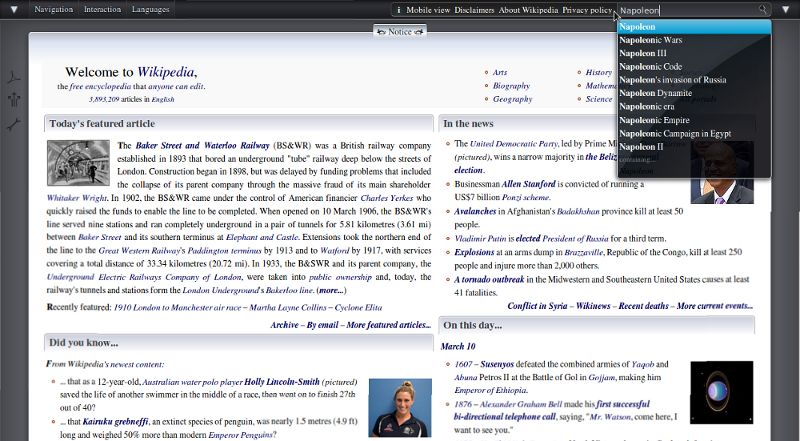 Navigation Interaction Languages
Mobile view Disclaimers About Wikipedia Privacy policy
Napoleon
Notice
Napoleon
Napoleonic Wars
Napoleon III
Napoleonic Code
Napoleon's invasion of Russia
Napoleon Dynamite
Napoleonic era
Napoleonic Empire
Napoleonic Campaign in Egypt
Napoleon II
containing...
Welcome to Wikipedia,
the free encyclopedia that anyone can edit.
3,893,209 articles in English
Arts
Biography
Geography
History
Science
Today's featured article
The Baker Street and Waterloo Railway (BS&WR) was a British railway company
established in 1893 that bored an underground "tube" railway deep below the streets of
London. Construction began in 1898, but was delayed by funding problems that included
the collapse of its parent company through the massive fraud of its main shareholder
Whitaker Wright. In 1902, the BS&WR came under the control of American financier Charles Yerkes who
quickly raised the funds to enable the line to be completed. When opened on 10 March 1906, the BS&WR's
line served nine stations and ran completely underground in a pair of tunnels for 5.81 kilometres (3.61 mi)
between Baker Street and its southern terminus at Elephant and Castle. Extensions took the northern end of
the line to the Great Western Railway's Paddington terminus by 1913 and to Watford by 1917, with services
covering a total distance of 33.34 kilometres (20.72 mi). In 1933, the B&SWR and its parent company, the
Underground Electric Railways Company of London, were taken into public ownership and, today, the
railway's tunnels and stations form the London Underground's Bakerloo line. (more...)
Recently featured: 1910 London to Manchester air race – Martha Layne Collins – Cyclone Elita
Archive – By email – More featured articles...
Did you know...
From Wikipedia's newest content:
... that as a 12-year-old, Australian water polo player Holly Lincoln-Smith (pictured)
saved the life of another swimmer in the middle of a race, then went on to finish 27th
out of 40?
... that Kairuku grebneffi, an extinct species of penguin, was nearly 1.5 metres (4.9 ft)
long and weighed 50% more than modern Emperor Penguins?
In the news
The United Democratic Party, led by Prime
(pictured), wins a narrow majority in the
election.
Businessman Allen Stanford is convicted of running a
US$7 billion Ponzi scheme.
Avalanches in Afghanistan's Badakhshan province kill at least 50
people.
Vladimir Putin is elected President of Russia for a third term.
Explosions at an arms dump in Brazzaville, Republic of the Congo, kill at least 250
people and injure more than 2,000 others.
A tornado outbreak in the Midwestern and Southeastern United States causes at least
41 fatalities.
Conflict in Syria – Wikinews – Recent deaths – More current events...
On this day...
March 10
1607 – Susenyos defeated the combined armies of Yaqob and
Abuna Petros II at the Battle of Gol in Gojjam, making him
Emperor of Ethiopia.
1876 – Alexander Graham Bell made his first successful
bi-directional telephone call, saying, "Mr. Watson, come here, I
want to see you."